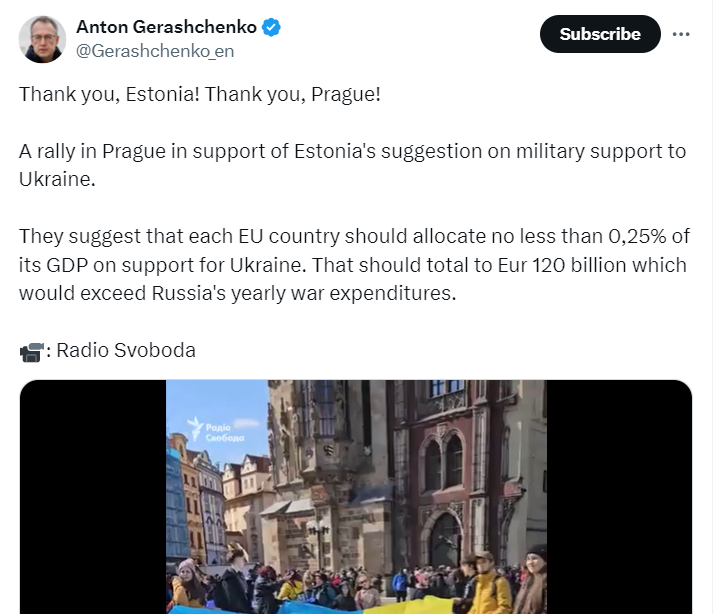 Anton Gerashchenko
@Gerashchenko_en
Subscribe
Thank you, Estonia! Thank you, Prague!
A rally in Prague in support of Estonia's suggestion on military support to
Ukraine.
They suggest that each EU country should allocate no less than 0,25% of
its GDP on support for Ukraine. That should total to Eur 120 billion which
would exceed Russia's yearly war expenditures.
: Radio Svoboda
Радіо
Свобода